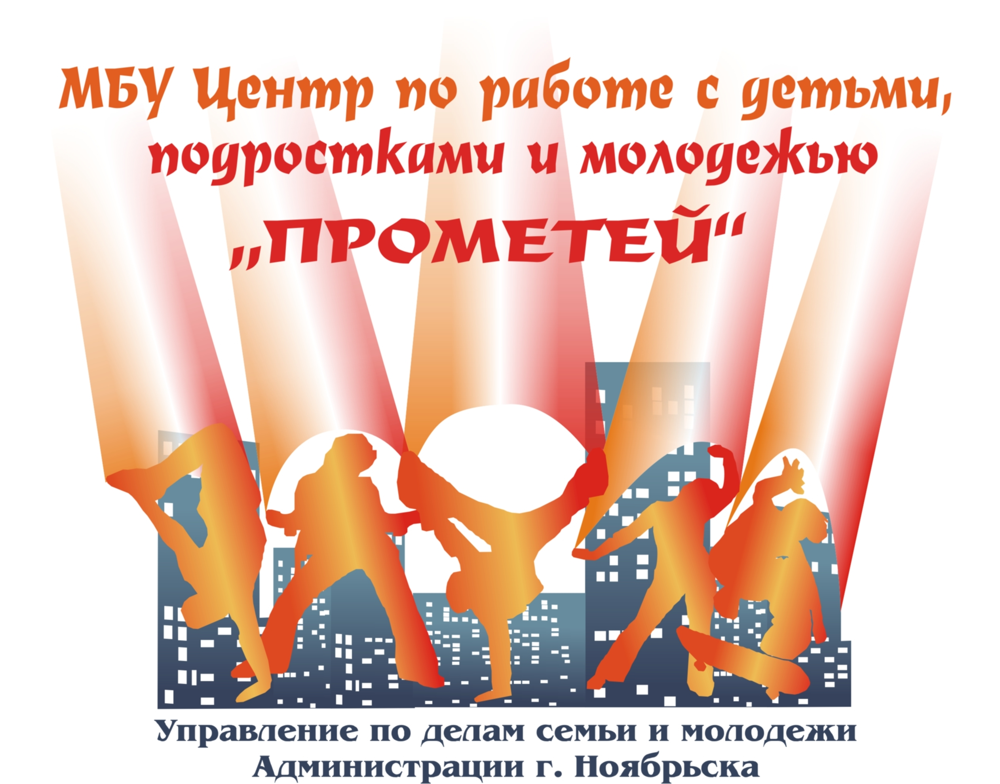 МБУ Центр по работе с детьми,
подростками и молодежью
„ПРОМЕТЕЙ“
Управление по делам семьи и молодежи
Администрации г. Ноябрьска